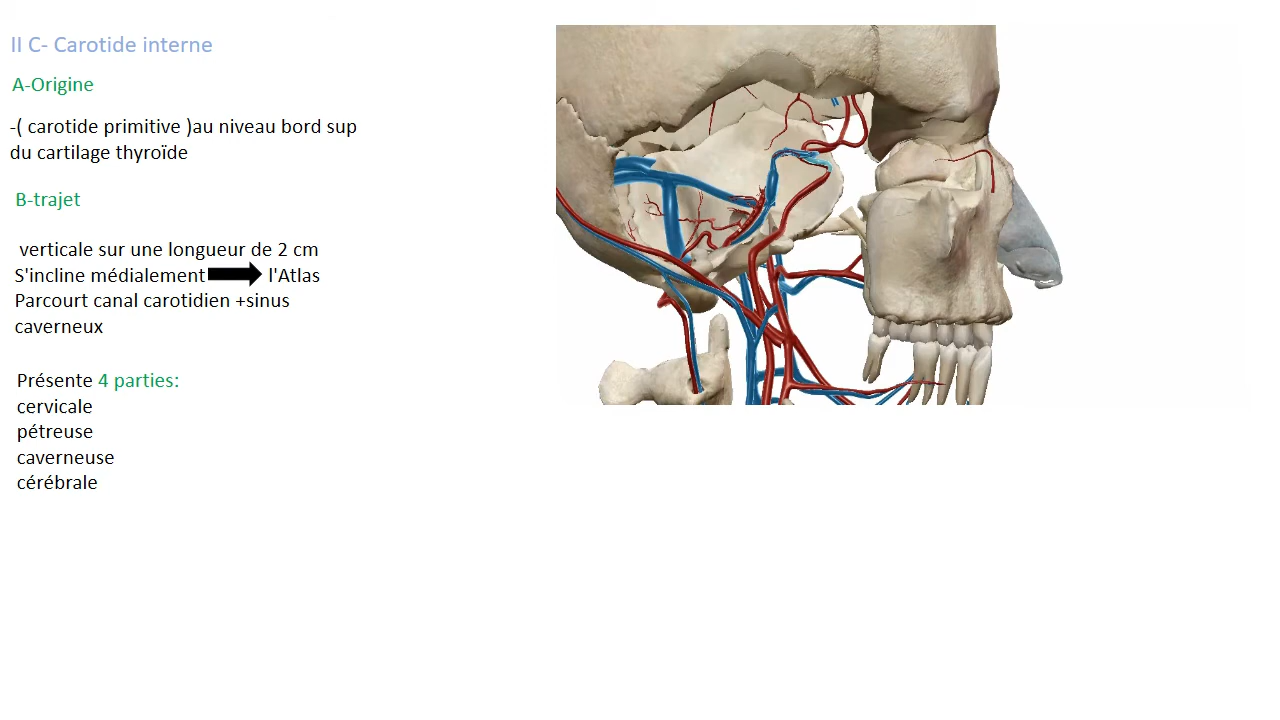 II C- Carotide interne
A-Origine
-( carotide primitive )au niveau bord sup
du cartilage thyroïde
B-trajet
verticale sur une longueur de 2 cm
S'incline médialement l'Atlas
Parcourt canal carotidien +sinus
caverneux
Présente 4 parties:
cervicale
pétreuse
caverneuse
cérébrale